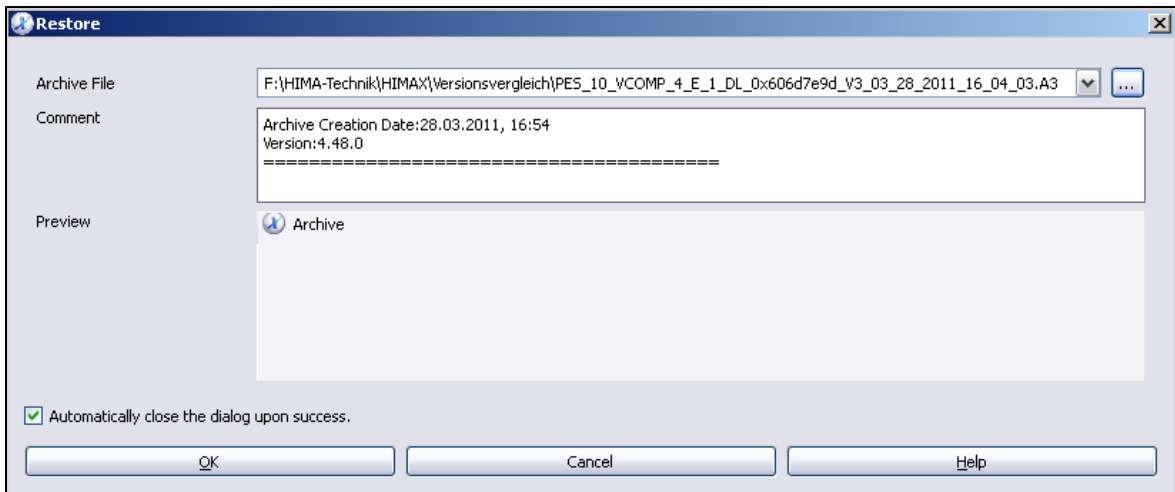 Restore
Archive File
F:\HIMA-Technik\HIMAX\Versionsvergleich\PES_10_VCOMP_4_E_1_DL_0x606d7e9d_V3_03_28_2011_16_04_03.A3
...
Comment
Archive Creation Date:28.03.2011, 16:54
Version:4.48.0
========================================
Preview
Archive
Automatically close the dialog upon success.
OK
Cancel
Help